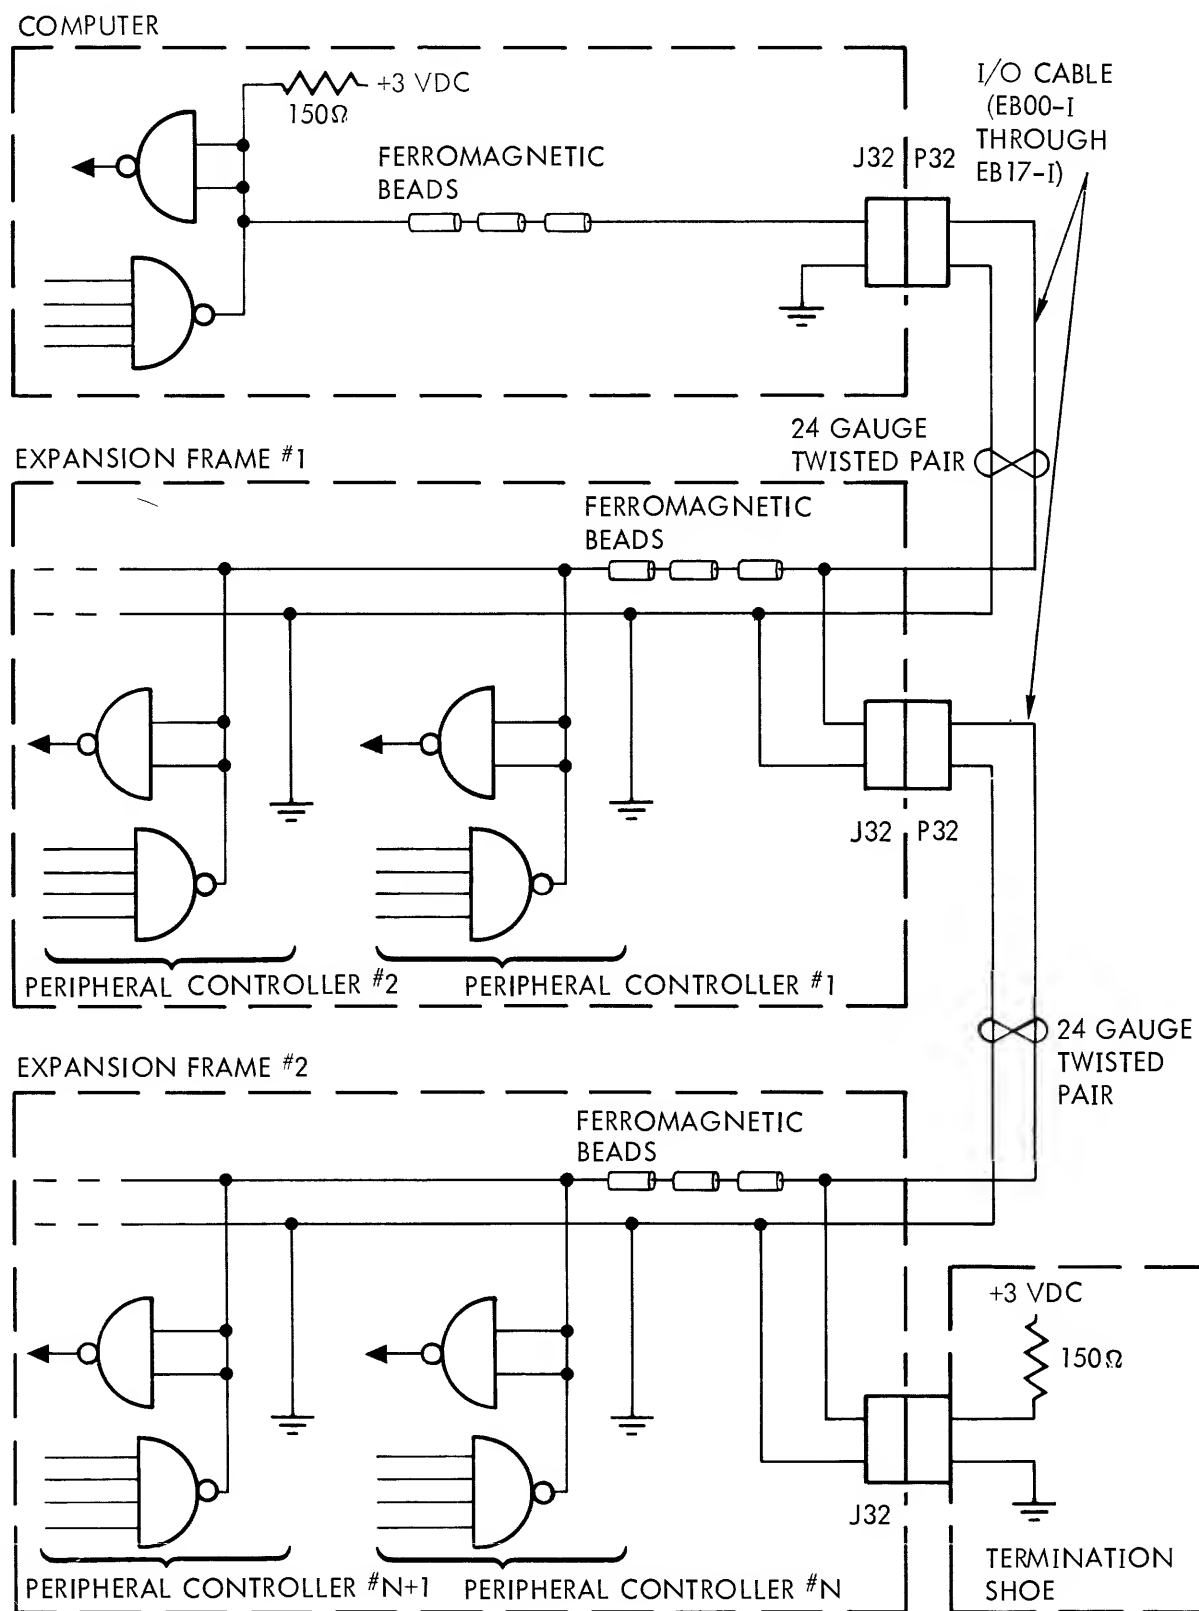 COMPUTER
+3 VDC
150Ω
FERROMAGNETIC
BEADS
J32 P32
I/O CABLE
(EB00-I
THROUGH
EB17-I)
24 GAUGE
TWISTED PAIR
EXPANSION FRAME #1
FERROMAGNETIC
BEADS
J32 P32
PERIPHERAL CONTROLLER #2
PERIPHERAL CONTROLLER #1
24 GAUGE
TWISTED
PAIR
EXPANSION FRAME #2
FERROMAGNETIC
BEADS
+3 VDC
150Ω
J32
PERIPHERAL CONTROLLER #N+1
PERIPHERAL CONTROLLER #N
TERMINATION
SHOE